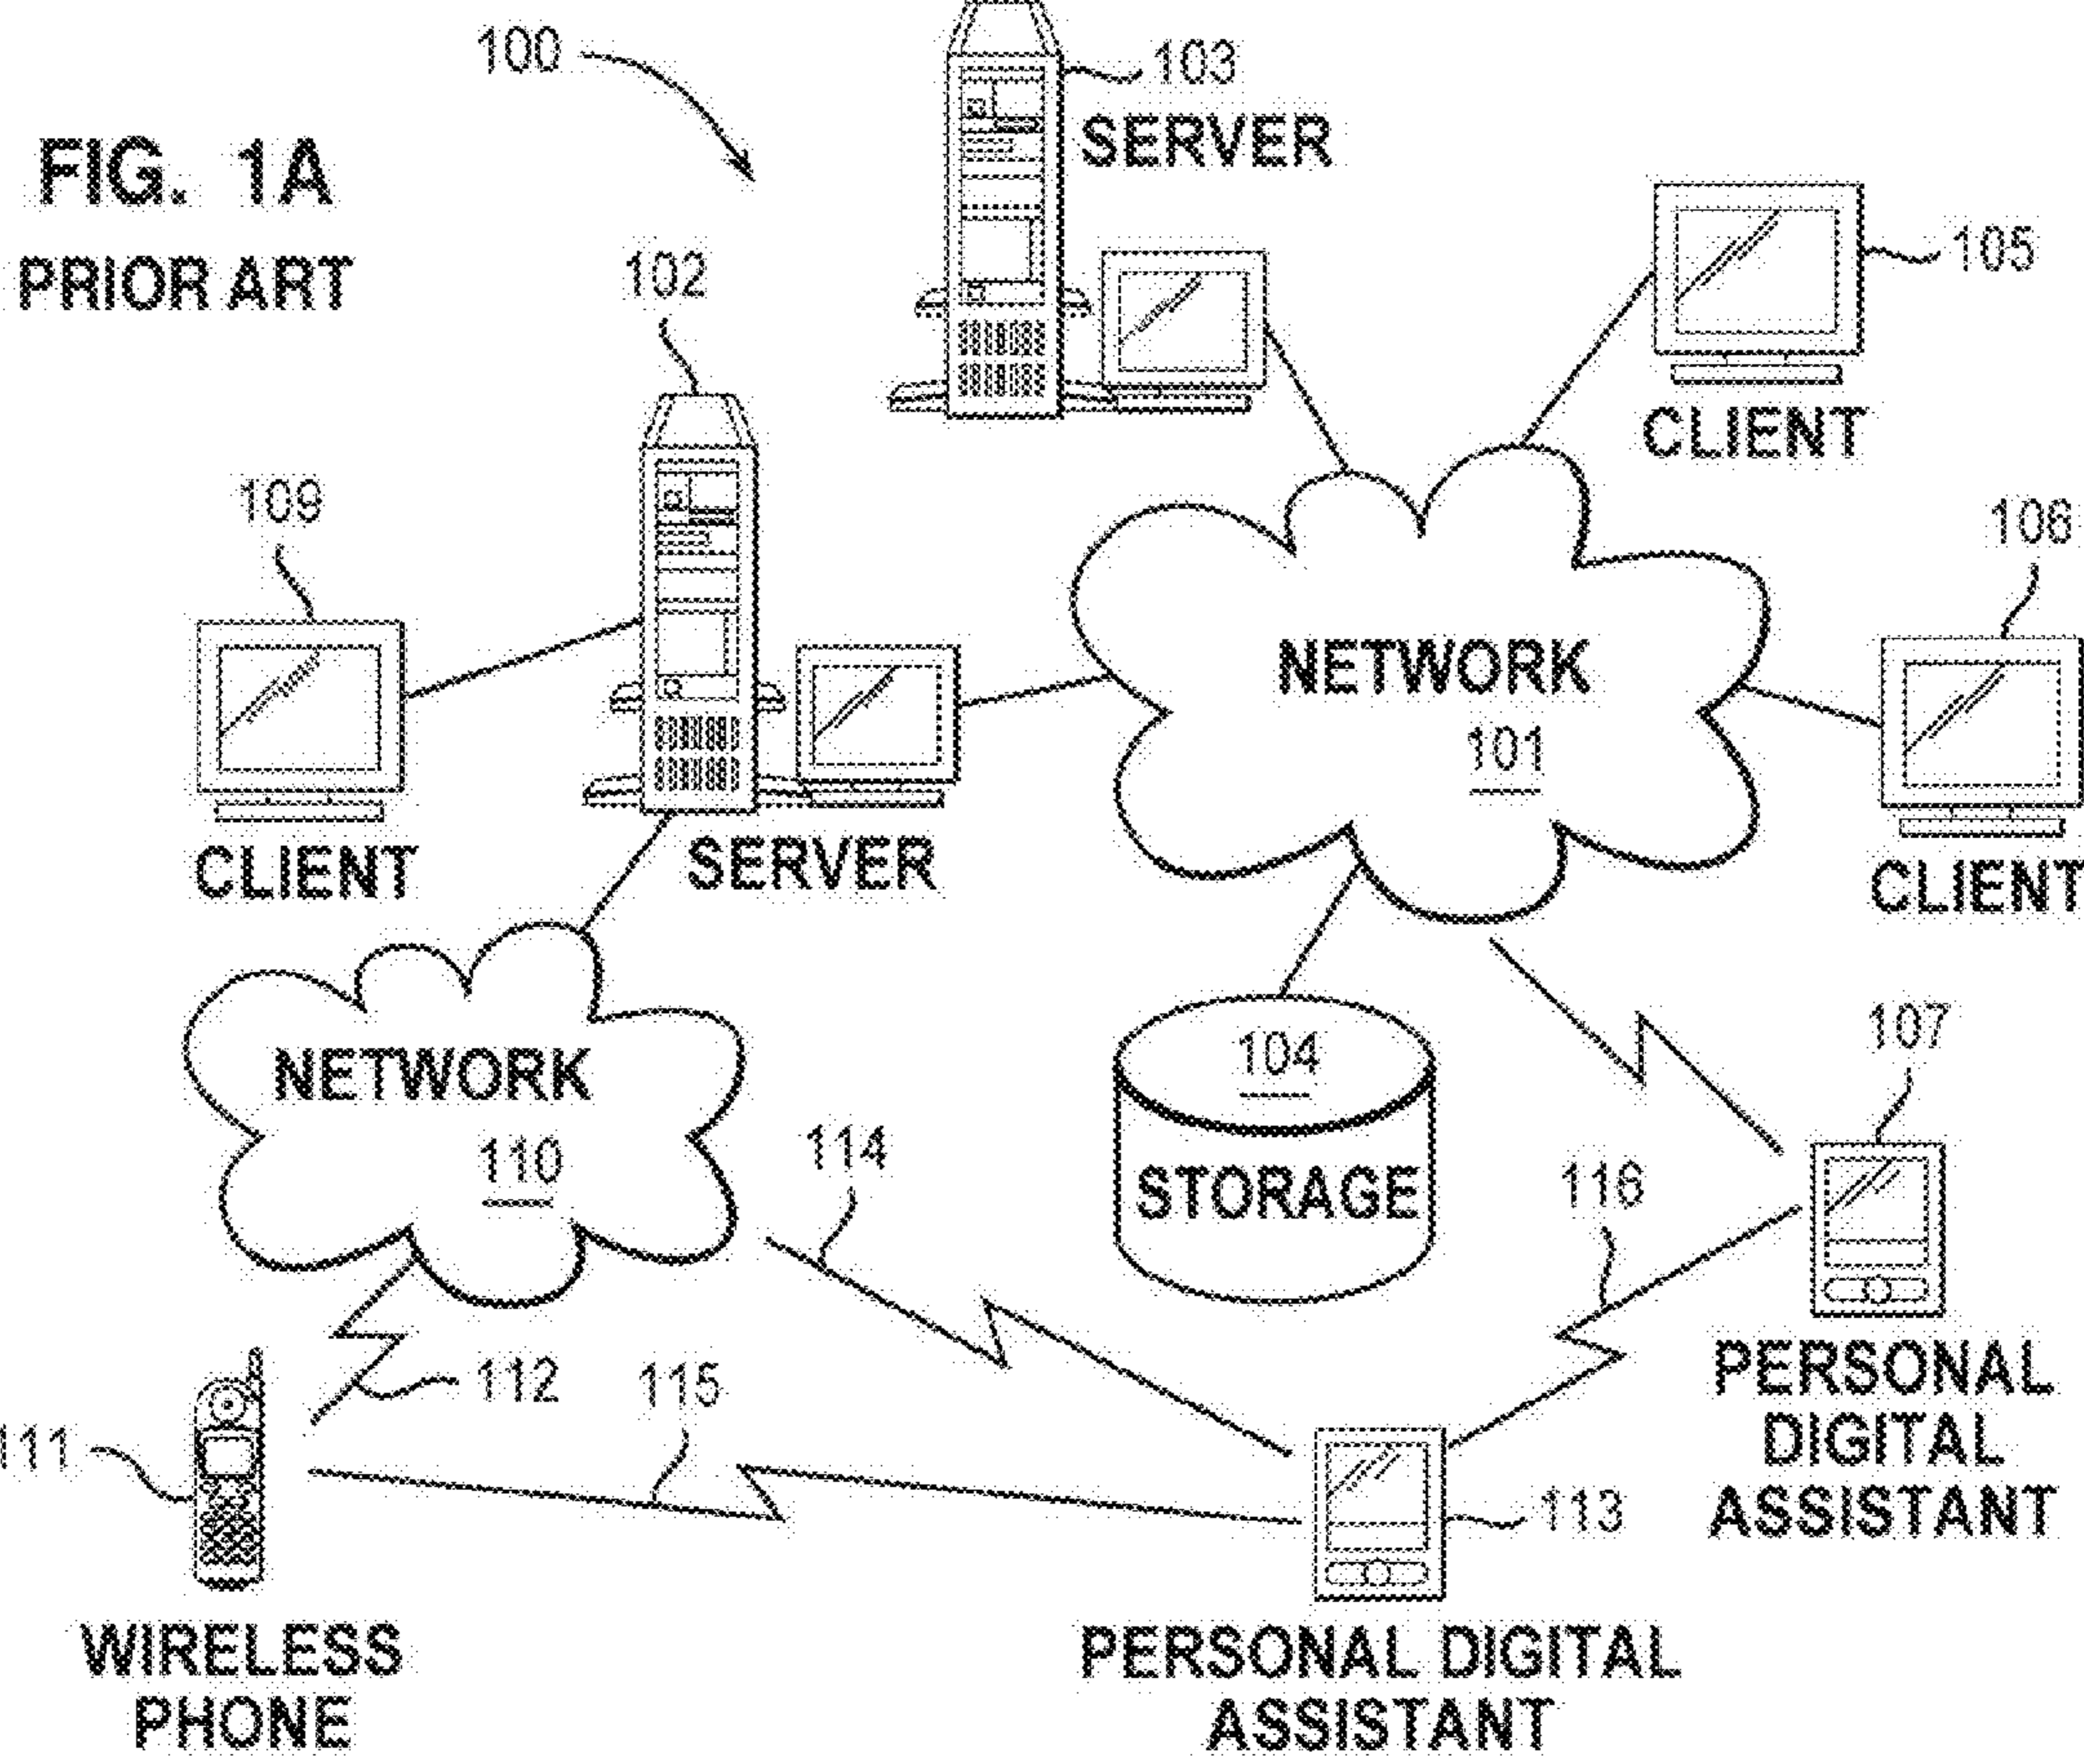 100
103
SERVER
FIG. 1A
PRIOR ART
102
105
CLIENT
109
106
NETWORK
101
CLIENT
SERVER
CLIENT
NETWORK
110
104
STORAGE
107
114
116
PERSONAL
DIGITAL
ASSISTANT
112
115
111
113
WIRELESS
PHONE
PERSONAL DIGITAL
ASSISTANT